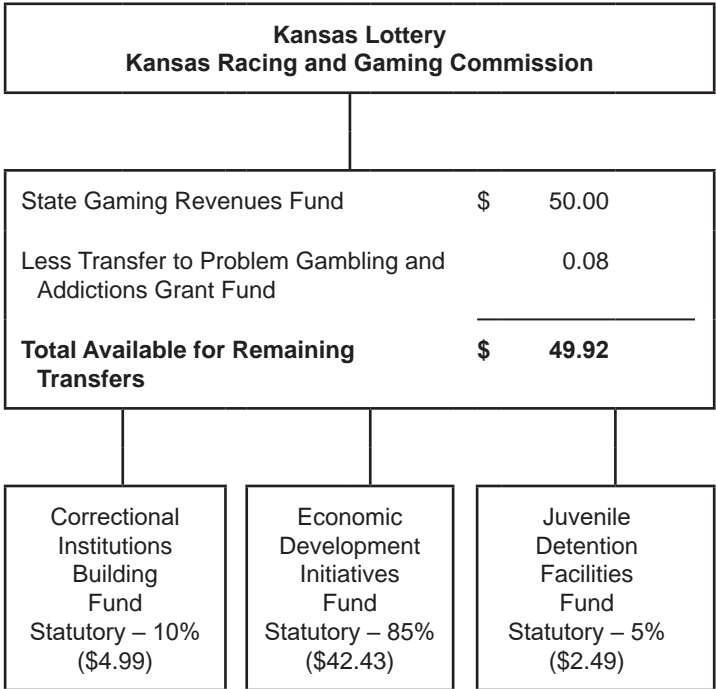 Kansas Lottery
Kansas Racing and Gaming Commission
State Gaming Revenues Fund $ 50.00
Less Transfer to Problem Gambling and 0.08
Addictions Grant Fund
Total Available for Remaining $ 49.92
Transfers
Correctional
Institutions
Building
Fund
Statutory – 10%
($4.99)
Economic
Development
Initiatives
Fund
Statutory – 85%
($42.43)
Juvenile
Detention
Facilities
Fund
Statutory – 5%
($2.49)